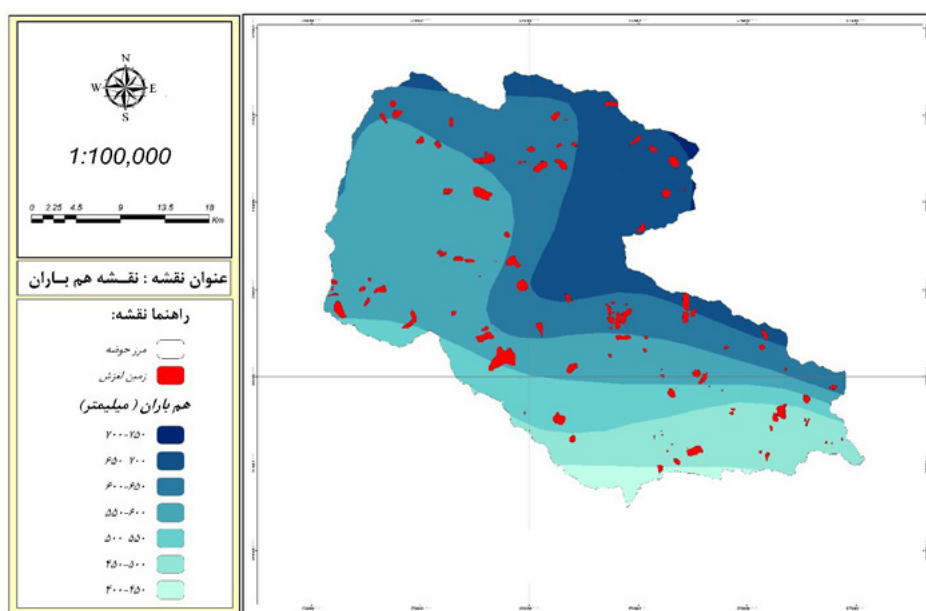 N
W E
S
1:100,000
0 2.25 4.5 9 13.5 18
Km
عنوان نقشه : نقــشه هم بــاران
راهنما نقشه:
مرز حوضه
زمین لغزش
هم باران ( میلیمتر)
۷۰۰-۷۵۰
۶۵۰-۷۰۰
۶۰۰-۶۵۰
۵۵۰-۶۰۰
۵۰۰-۵۵۰
۴۵۰-۵۰۰
۴۰۰-۴۵۰